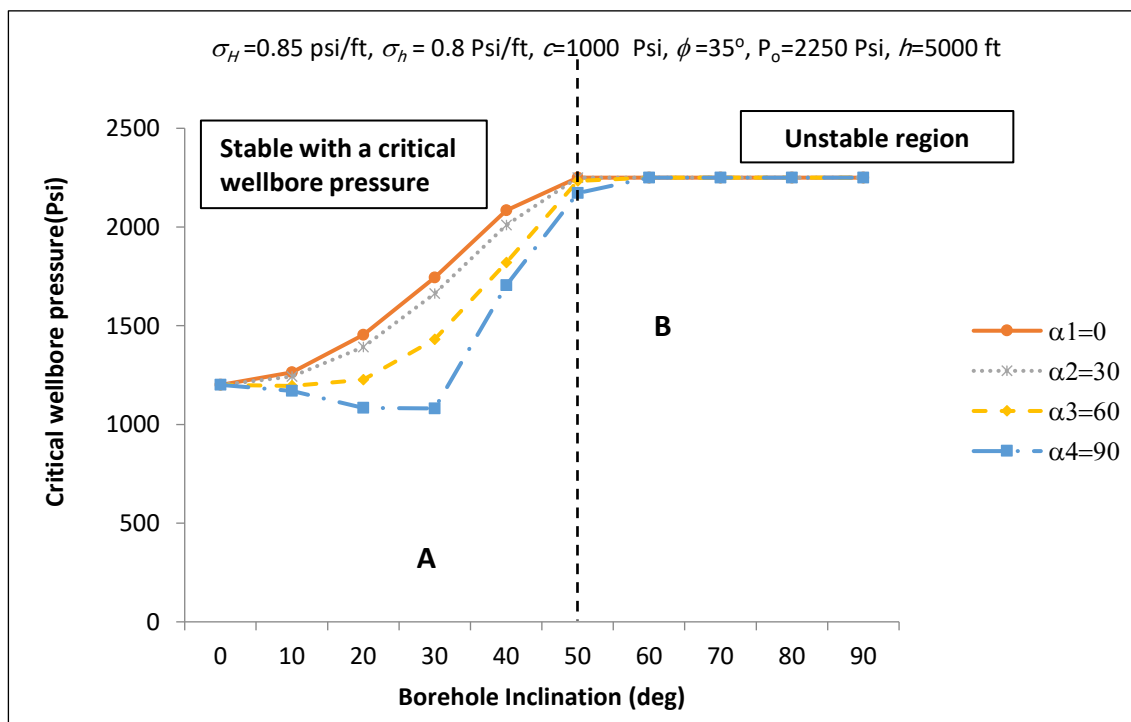 σH =0.85 psi/ft, σh = 0.8 Psi/ft, c=1000 Psi, ϕ =35°, Po=2250 Psi, h=5000 ft
Stable with a critical
wellbore pressure
Unstable region
Critical wellbore pressure(Psi)
2500
2000
1500
1000
500
0
A
B
0 10 20 30 40 50 60 70 80 90
Borehole Inclination (deg)
α1=0
α2=30
α3=60
α4=90